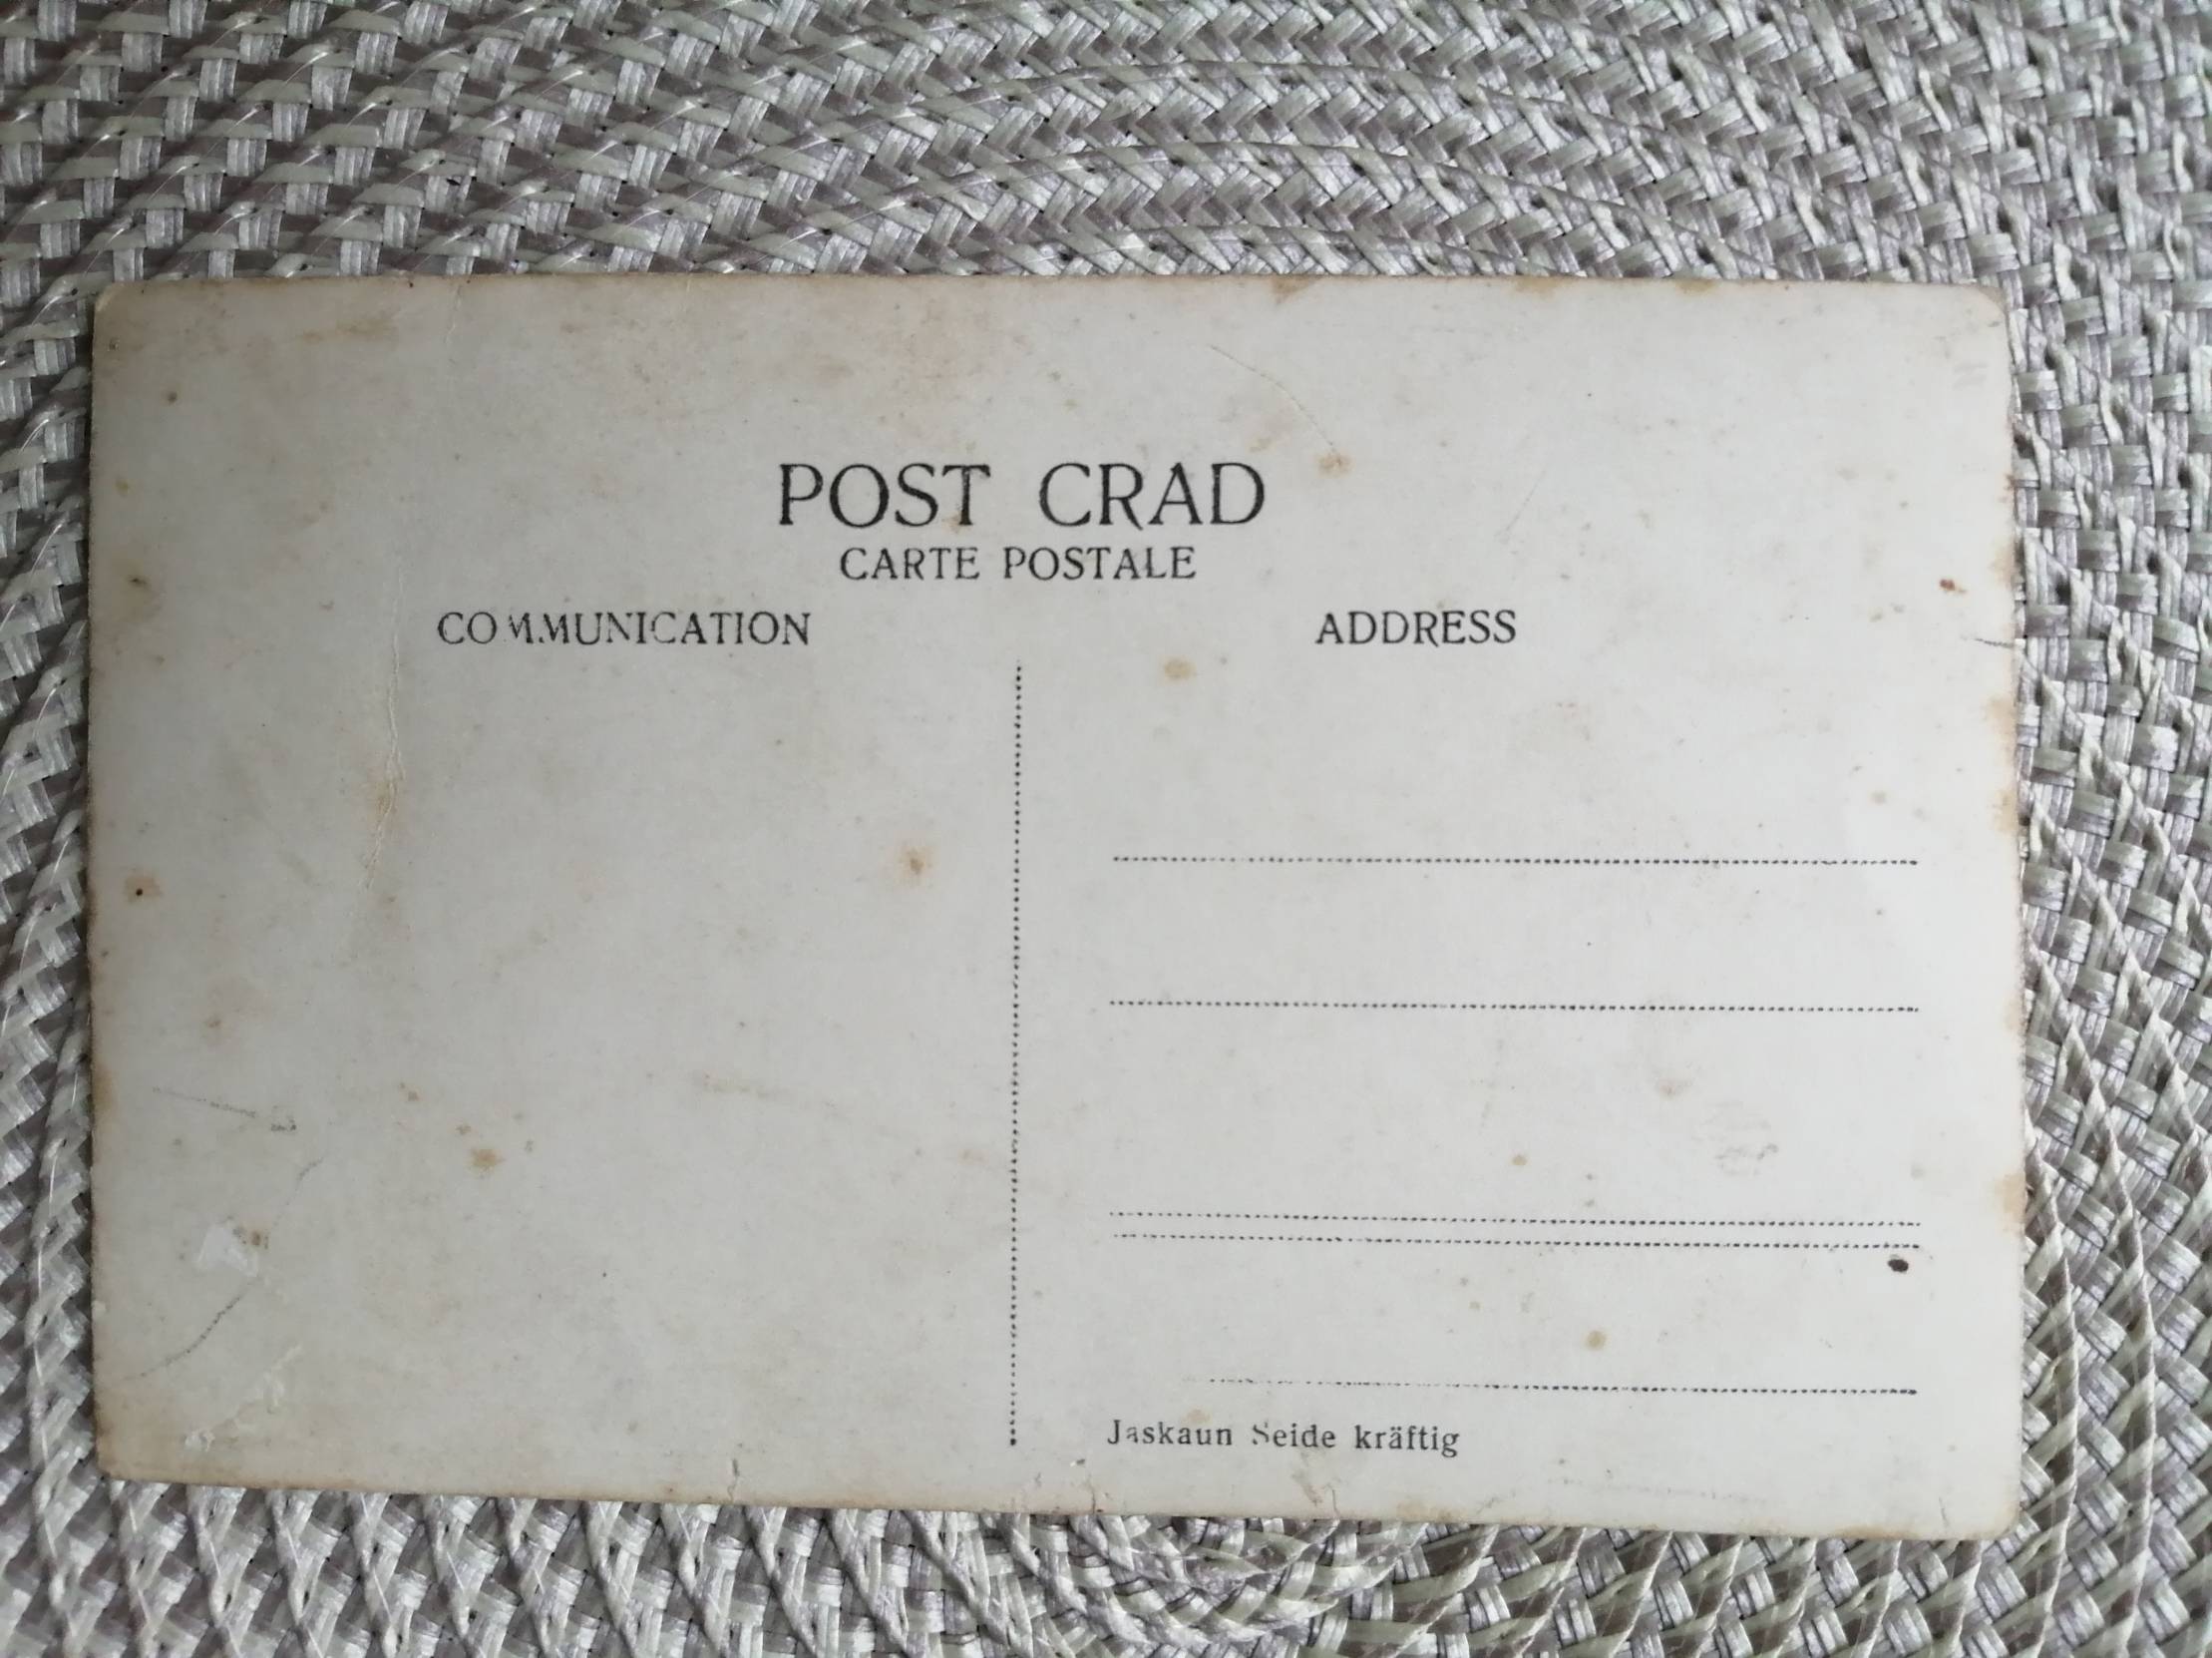 POST CRAD
CARTE POSTALE
COMMUNICATION
ADDRESS
Jaskaun Seide kräftig